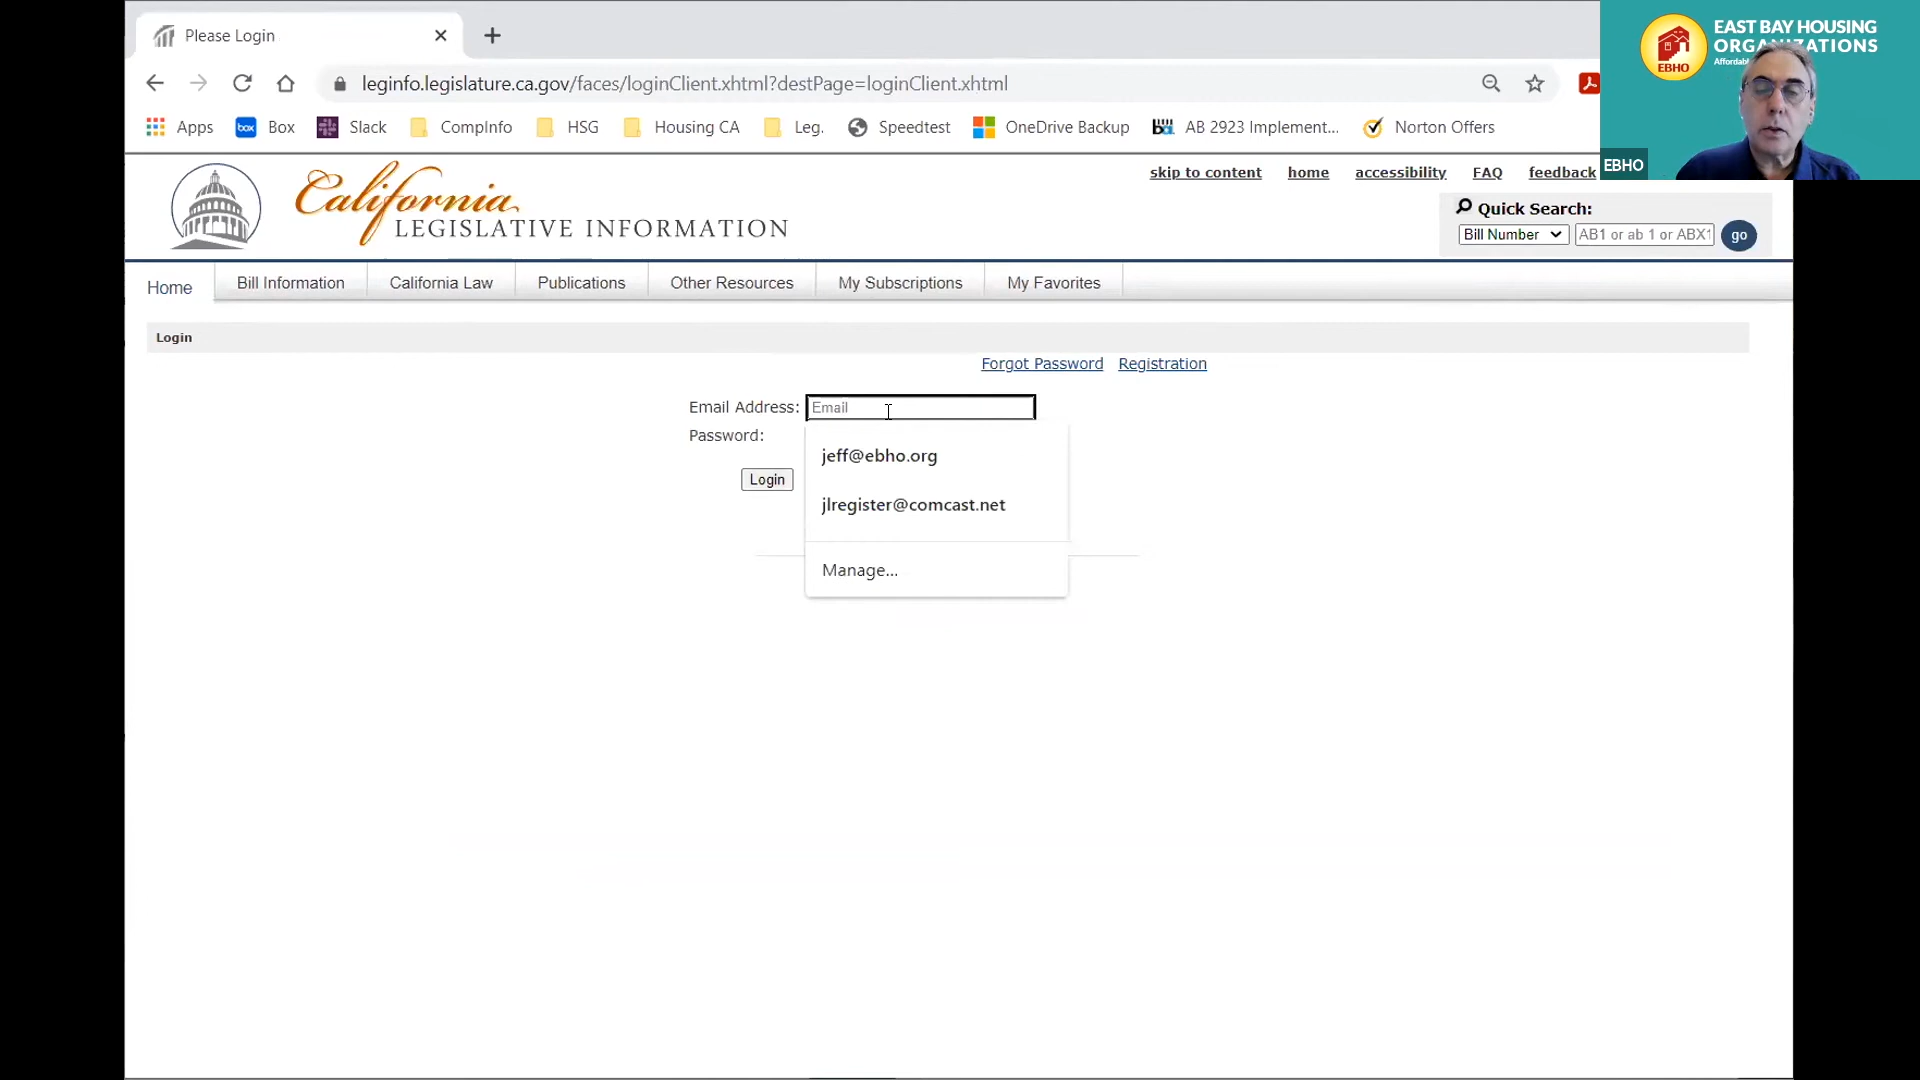 Please Login
EAST BAY HOUSING
ORGANIZATIONS
EBHO
leginfo.legislature.ca.gov/faces/loginClient.xhtml?destPage=loginClient.xhtml
Apps Box Slack CompInfo HSG Housing CA Leg. Speedtest OneDrive Backup AB 2923 Implement... Norton Offers
EBHO
California
LEGISLATIVE INFORMATION
skip to content home accessibility FAQ feedback
Quick Search:
Bill Number AB1 or ab 1 or ABX1 go
Home Bill Information California Law Publications Other Resources My Subscriptions My Favorites
Login
Forgot Password Registration
Email Address: Email
Password:
jeff@ebho.org
Login
jlregister@comcast.net
Manage...